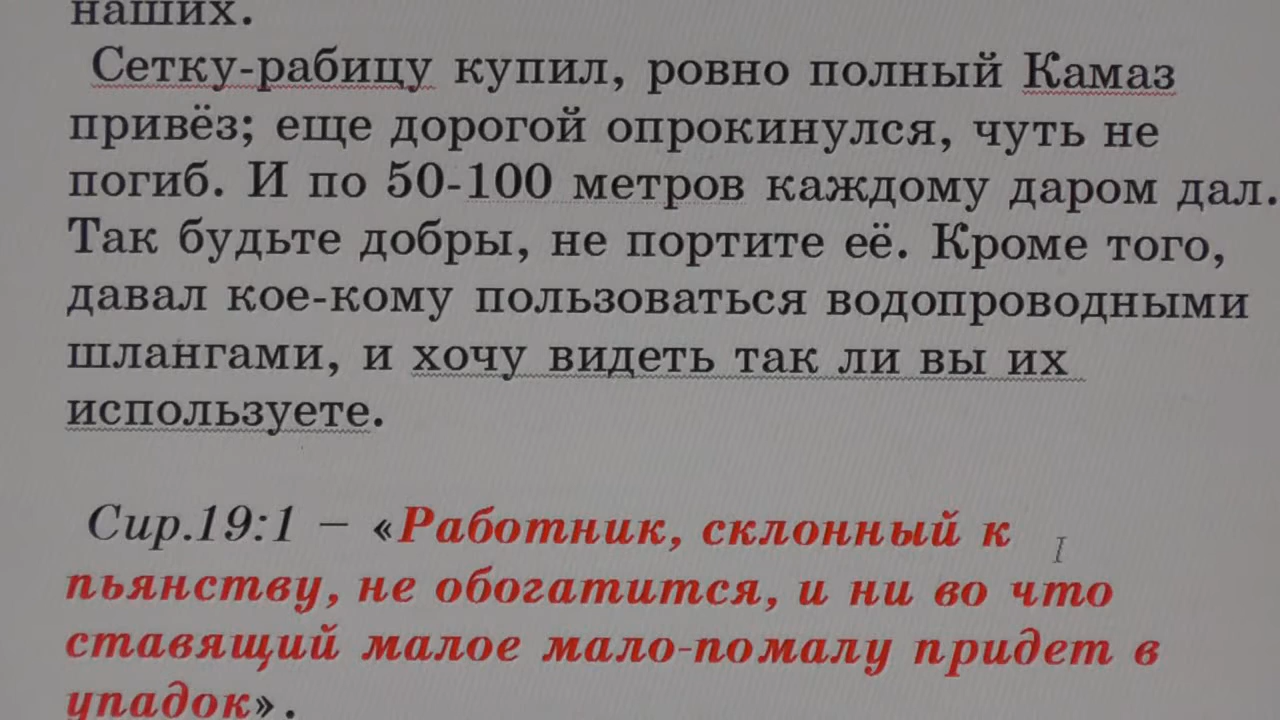 наших.
Сетку-рабицу купил, ровно полный Камаз
привёз; еще дорогой опрокинулся, чуть не
погиб. И по 50-100 метров каждому даром дал.
Так будьте добры, не портите её. Кроме того,
давал кое-кому пользоваться водопроводными
шлангами, и хочу видеть так ли вы их
используете.
Сир.19:1 – «Работник, склонный к
пьянству, не обогатится, и ни во что
ставящий малое мало-помалу придет в
упадок».